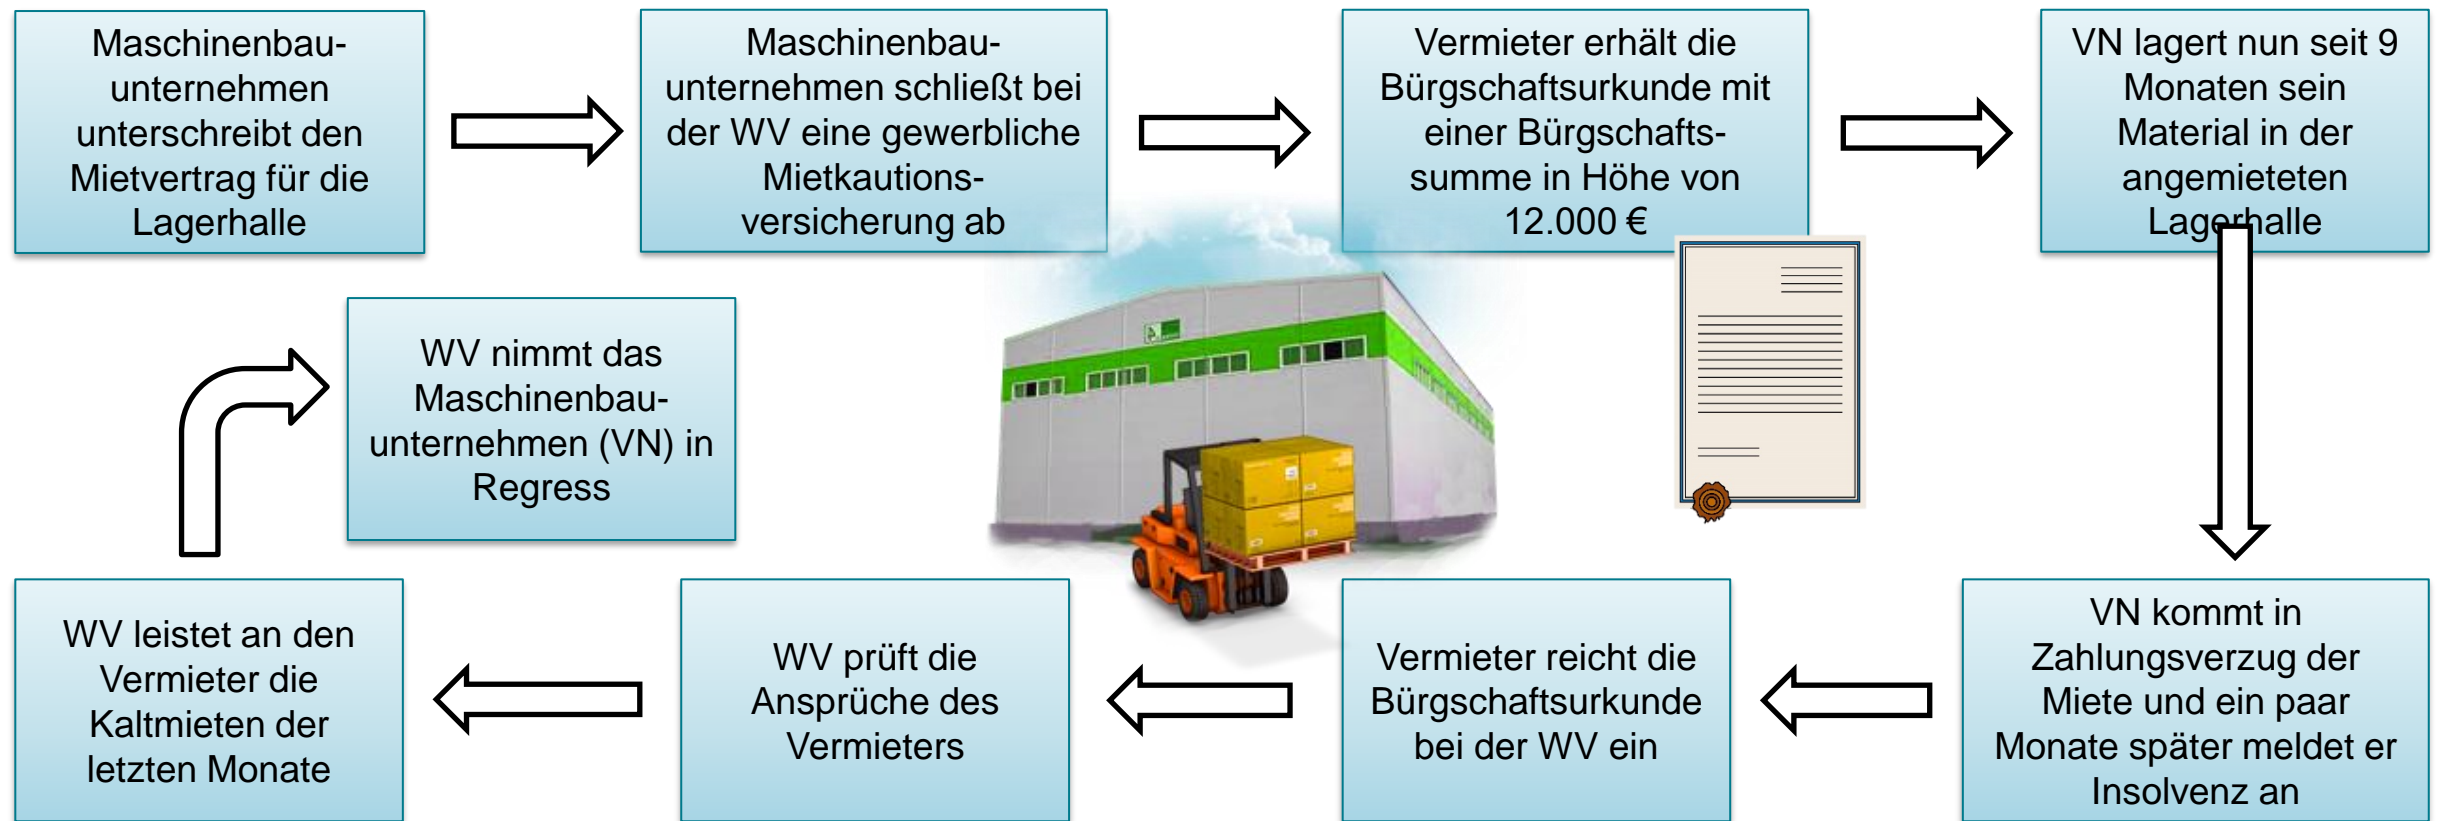 Maschinenbau-
unternehmen
unterschreibt den
Mietvertrag für die
Lagerhalle
Maschinenbau-
unternehmen schließt bei
der WV eine gewerbliche
Mietkautions-
versicherung ab
Vermieter erhält die
Bürgschaftsurkunde mit
einer Bürgschafts-
summe in Höhe von
12.000 €
VN lagert nun seit 9
Monaten sein
Material in der
angemieteten
Lagerhalle
VN kommt in
Zahlungsverzug der
Miete und ein paar
Monate später meldet er
Insolvenz an
Vermieter reicht die
Bürgschaftsurkunde
bei der WV ein
WV prüft die
Ansprüche des
Vermieters
WV leistet an den
Vermieter die
Kaltmieten der
letzten Monate
WV nimmt das
Maschinenbau-
unternehmen (VN) in
Regress